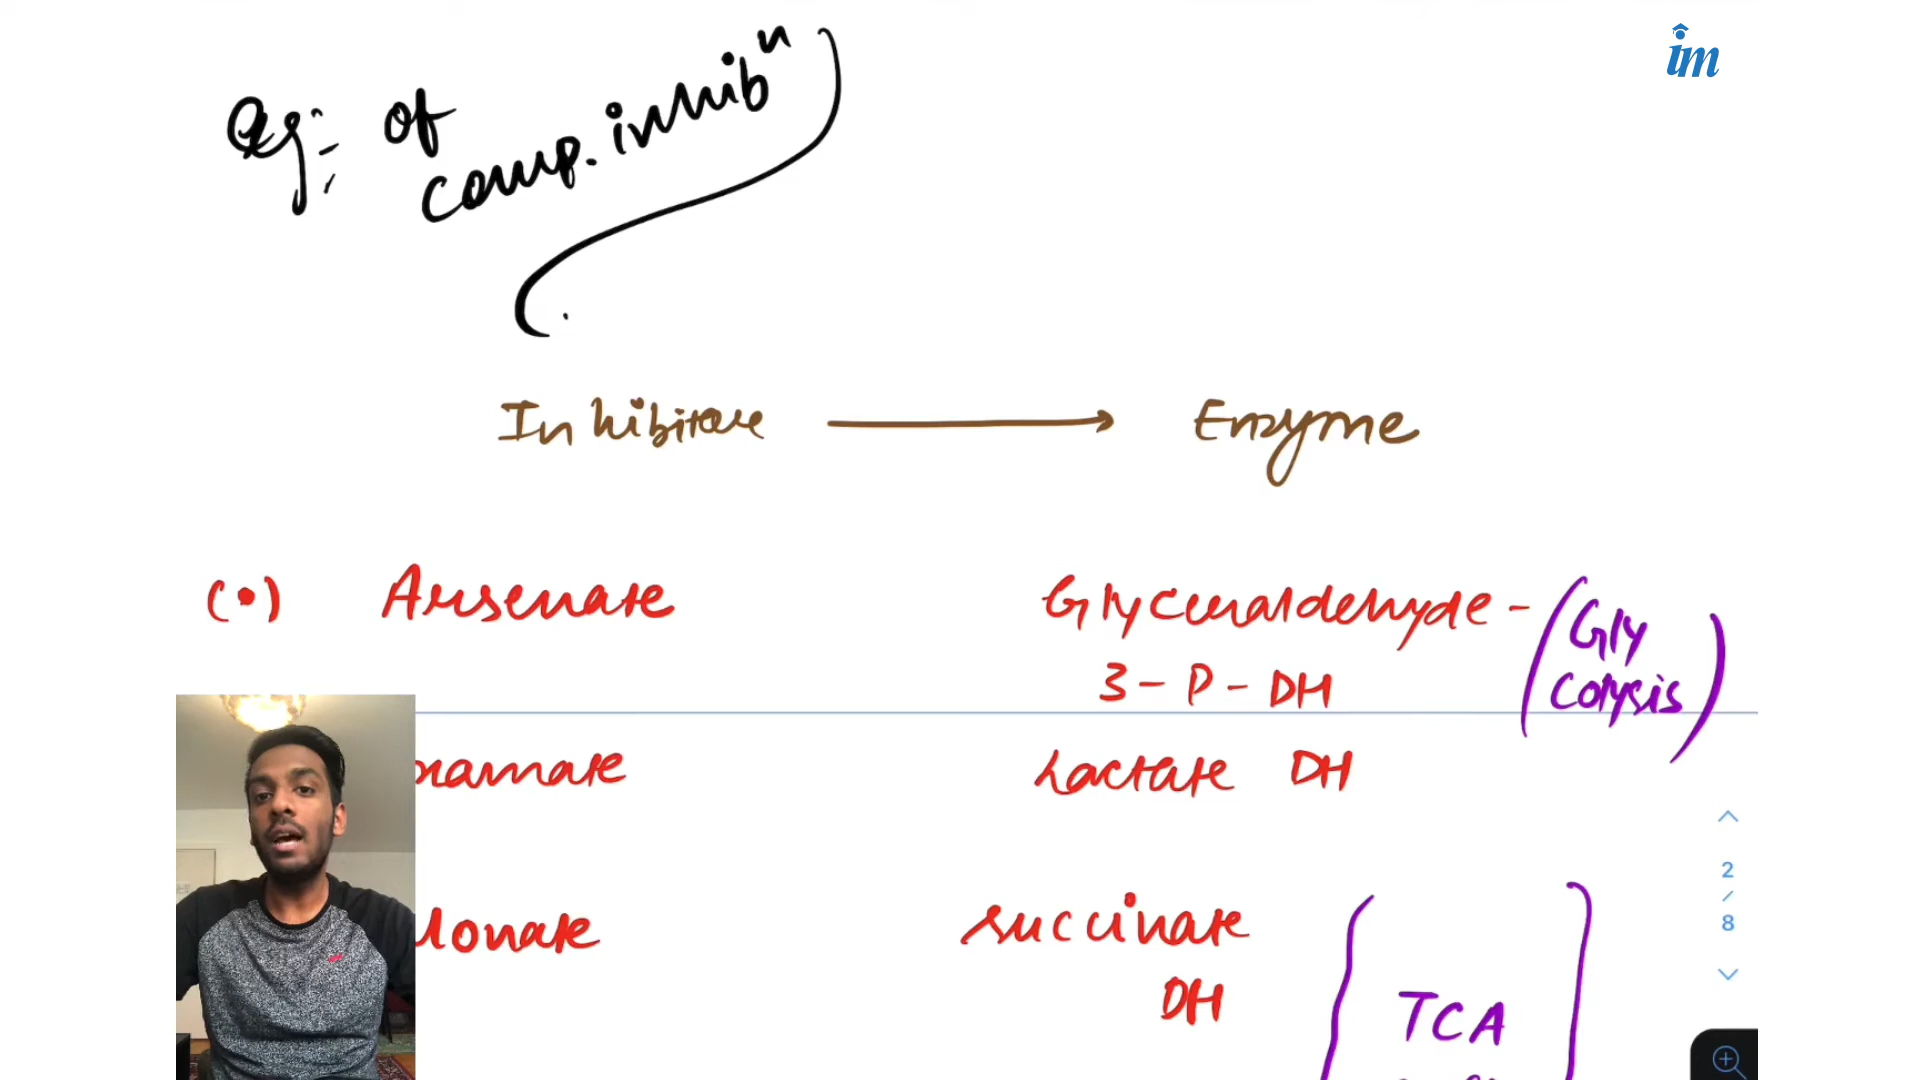 im
Eg:- of
comp. inhibn
Inhibitor → Enzyme
(•) Arsenate Glyceraldehyde-
3-P-DH
(Gly
colysis)
Lactate DH
lonate succinate
DH
TCA
2
/
8